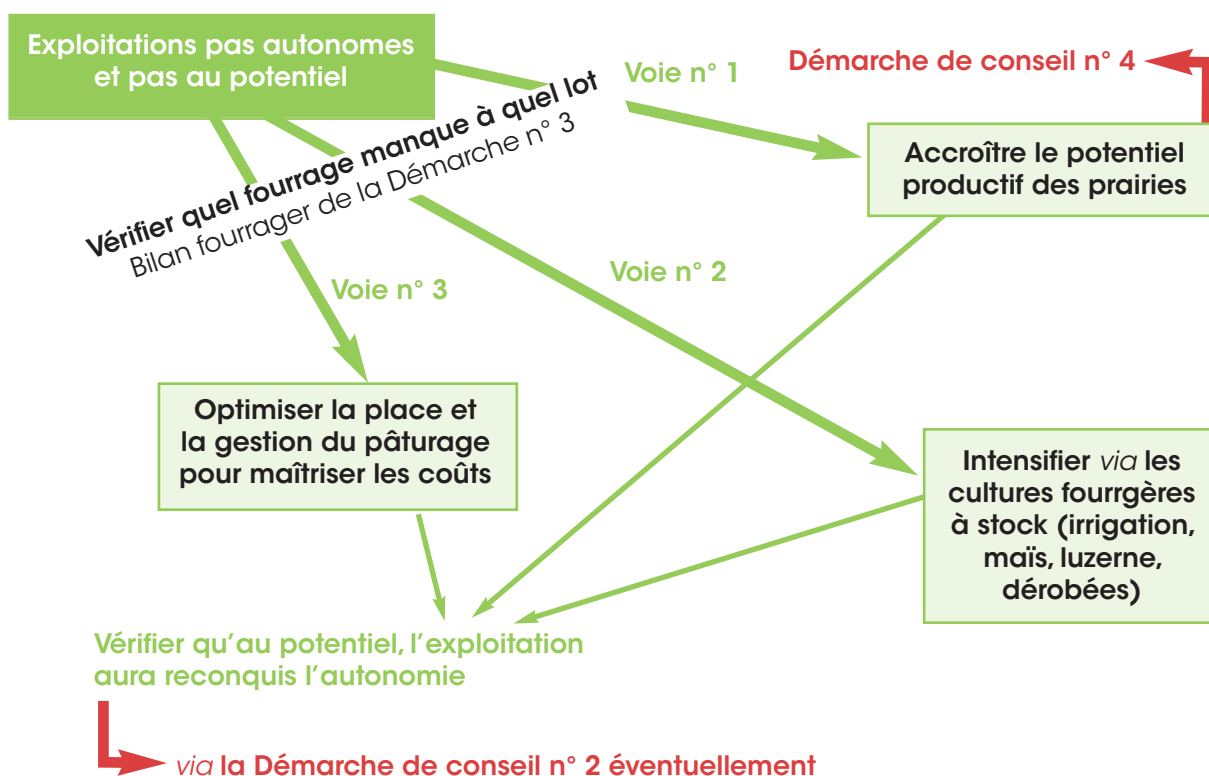 Exploitations pas autonomes
et pas au potentiel
Voie n° 1
Démarche de conseil n° 4
Vérifier quel fourrage manque à quel lot
Bilan fourrager de la Démarche n° 3
Accroître le potentiel
productif des prairies
Voie n° 2
Voie n° 3
Optimiser la place et
la gestion du pâturage
pour maîtriser les coûts
Intensifier via les
cultures fourrgères
à stock (irrigation,
maïs, luzerne,
dérobées)
Vérifier qu’au potentiel, l’exploitation
aura reconquis l’autonomie
via la Démarche de conseil n° 2 éventuellement